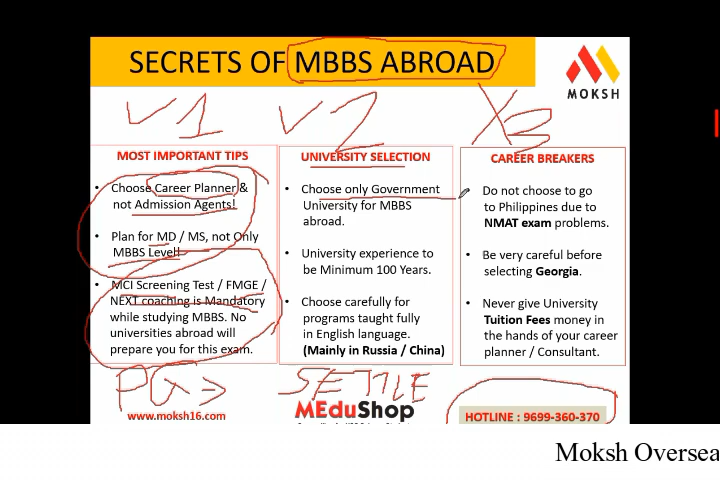 SECRETS OF MBBS ABROAD
MOKSH
V1 V2 X3
MOST IMPORTANT TIPS
• Choose Career Planner &
not Admission Agents!
• Plan for MD / MS, not Only
MBBS Level!
• MCI Screening Test / FMGE /
NEXT coaching is Mandatory
while studying MBBS. No
universities abroad will
prepare you for this exam.
UNIVERSITY SELECTION
• Choose only Government
University for MBBS
abroad.
• University experience to
be Minimum 100 Years.
• Choose carefully for
programs taught fully
in English language.
(Mainly in Russia / China)
CAREER BREAKERS
Do not choose to go
to Philippines due to
NMAT exam problems.
• Be very careful before
selecting Georgia.
• Never give University
Tuition Fees money in
the hands of your career
planner / Consultant.
PG
SETTLE
www.moksh16.com
MEduShop
HOTLINE : 9699-360-370
Moksh Oversea